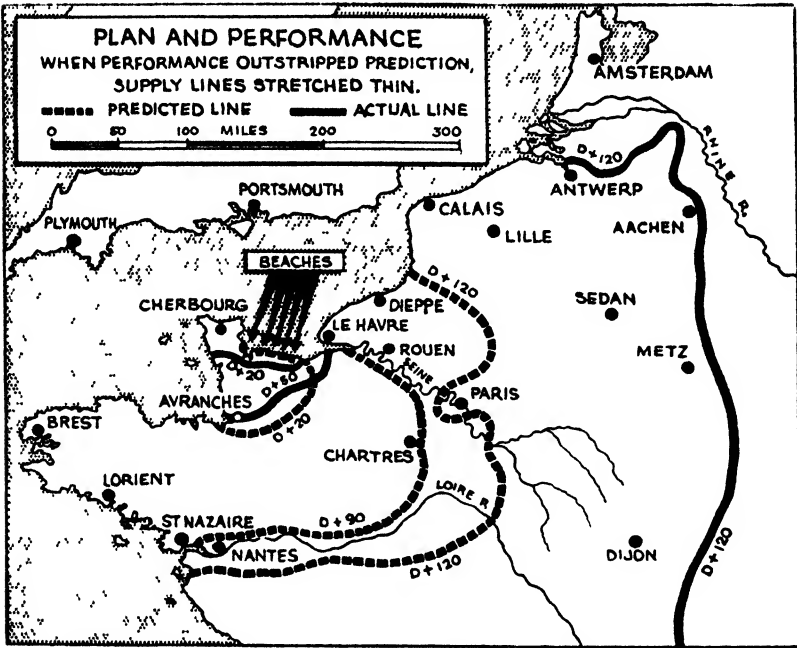 PLAN AND PERFORMANCE
WHEN PERFORMANCE OUTSTRIPPED PREDICTION,
SUPPLY LINES STRETCHED THIN.
PREDICTED LINE ACTUAL LINE
0 50 100 MILES 200 300
AMSTERDAM
RHINE R.
D+120
ANTWERP
PORTSMOUTH
CALAIS
AACHEN
PLYMOUTH
LILLE
BEACHES
D+120
DIEPPE
SEDAN
CHERBOURG
LE HAVRE
ROUEN
METZ
D+20
D+50
SEINE
AVRANCHES
PARIS
D+20
BREST
CHARTRES
LORIENT
LOIRE R.
ST NAZAIRE
D+90
NANTES
D+120
DIJON
D+120